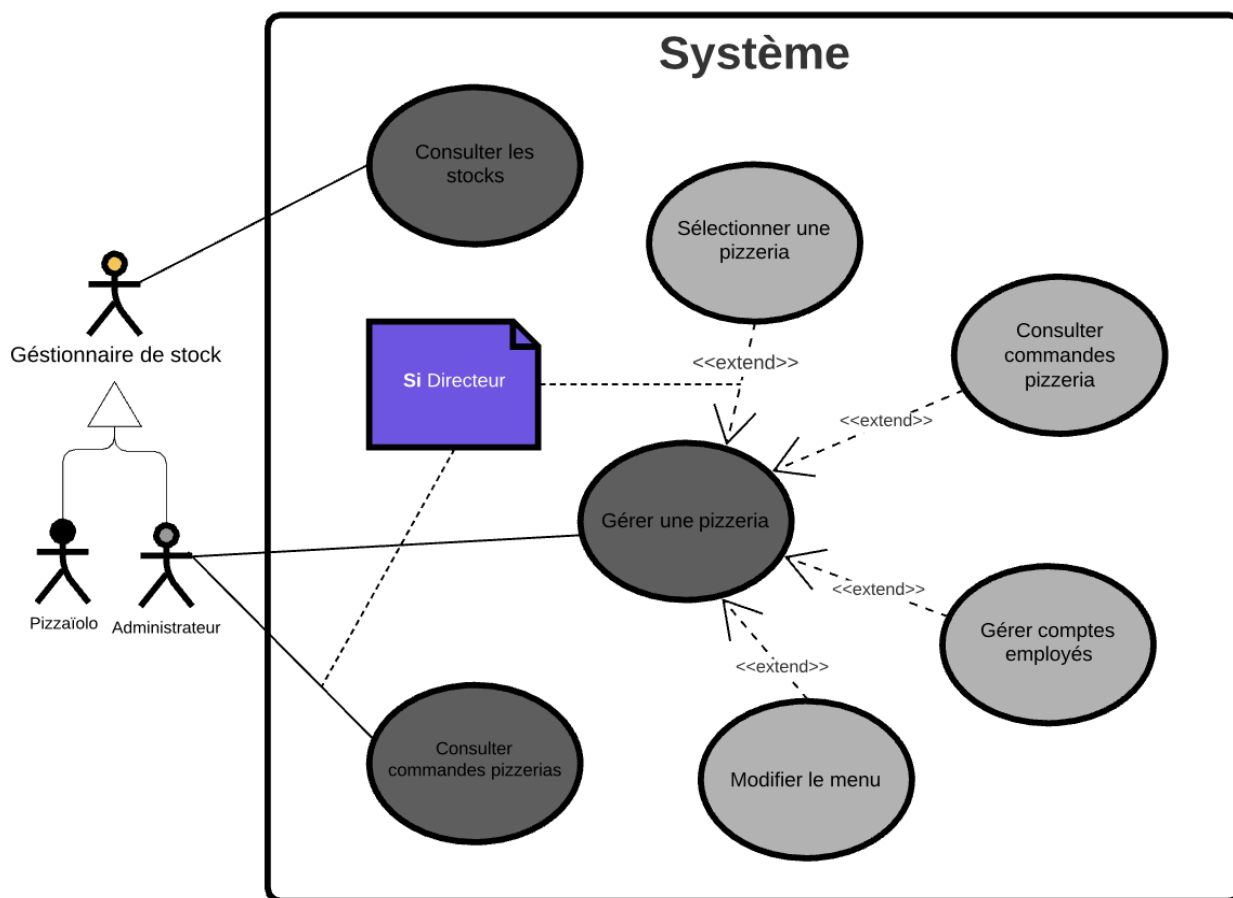 Système
Consulter les
stocks
Sélectionner une
pizzeria
Consulter
commandes
pizzeria
Géstionnaire de stock
Si Directeur
<<extend>>
<<extend>>
Gérer une pizzeria
Pizzaïolo
Administrateur
<<extend>>
Gérer comptes
employés
<<extend>>
Consulter
commandes pizzerias
Modifier le menu